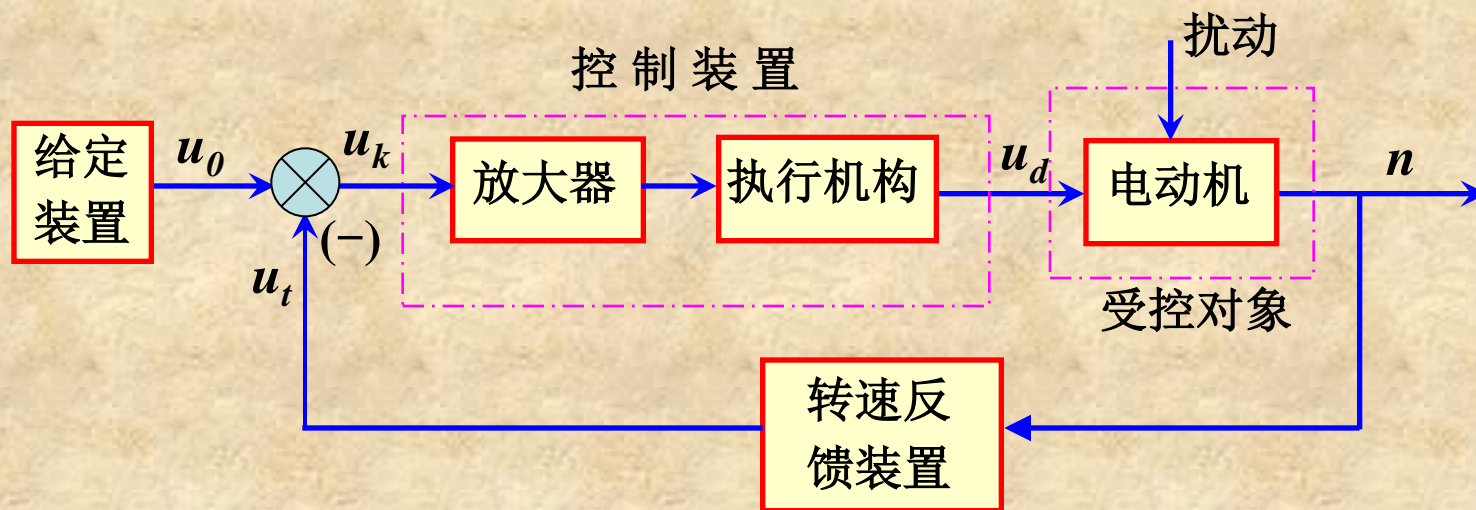 扰动
控制装置
给定
装置
u0
uk
放大器
执行机构
ud
电动机
n
(−)
ut
受控对象
转速反
馈装置